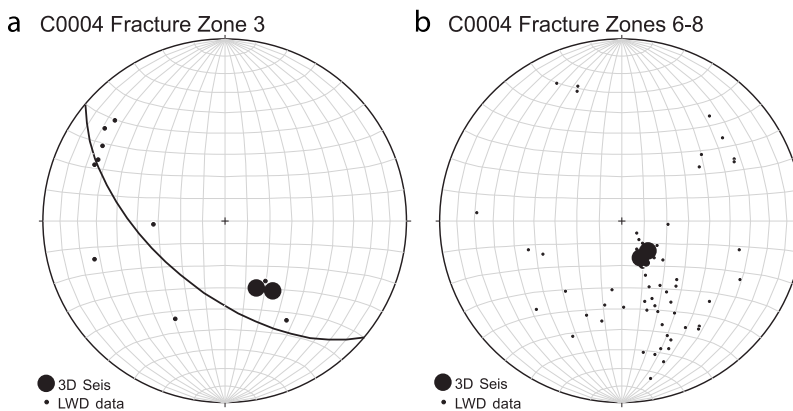 a C0004 Fracture Zone 3
3D Seis
LWD data
b C0004 Fracture Zones 6-8
3D Seis
LWD data